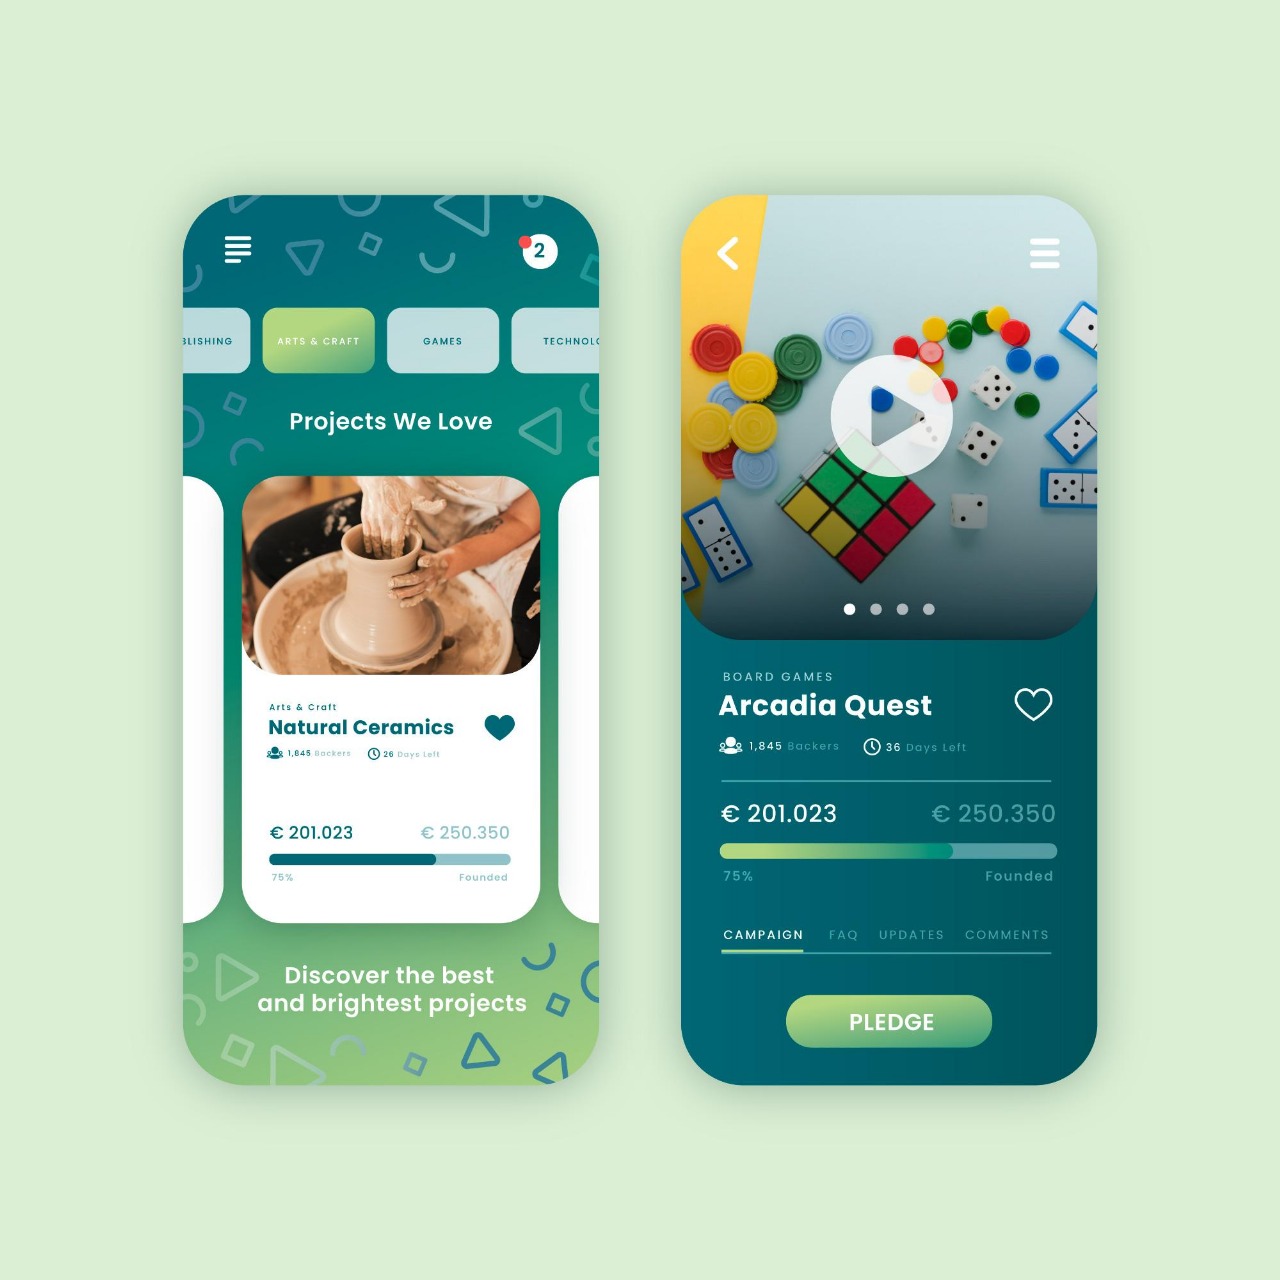 2
BLISHING
ARTS & CRAFT
GAMES
TECHNOLO
Projects We Love
Arts & Craft
Natural Ceramics
1,845 Backers 26 Days Left
€ 201.023 € 250.350
75% Founded
Discover the best
and brightest projects
BOARD GAMES
Arcadia Quest
1,845 Backers 36 Days Left
€ 201.023 € 250.350
75% Founded
CAMPAIGN FAQ UPDATES COMMENTS
PLEDGE